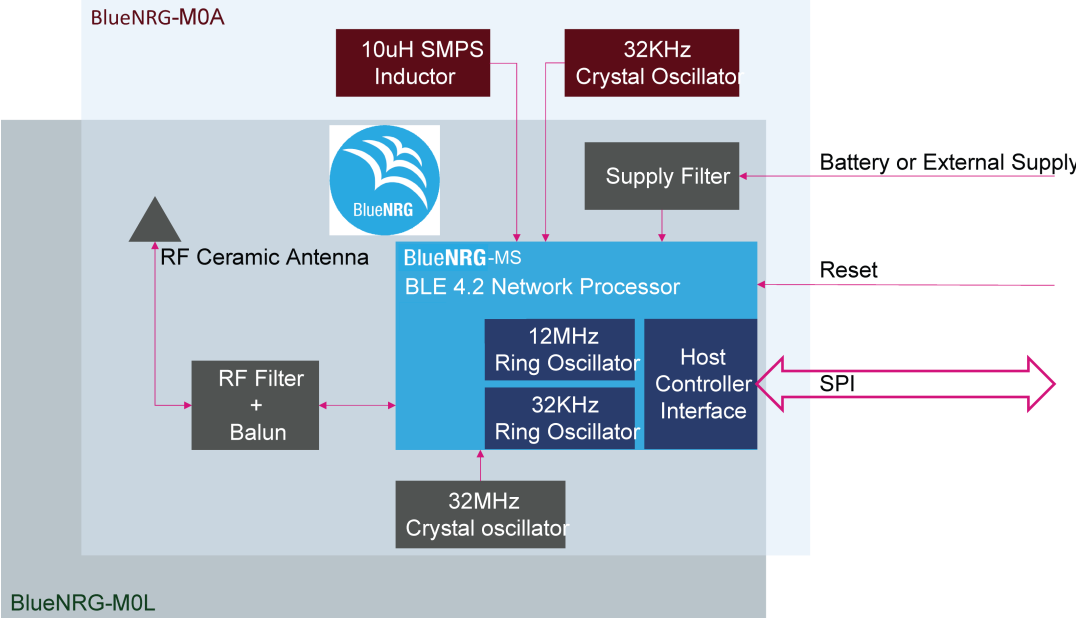 BlueNRG-M0A
10uH SMPS
Inductor
32KHz
Crystal Oscillator
Supply Filter
Battery or External Supply
BlueNRG
RF Ceramic Antenna
BlueNRG-MS
BLE 4.2 Network Processor
Reset
12MHz
Ring Oscillator
Host
Controller
Interface
SPI
RF Filter
+
Balun
32KHz
Ring Oscillator
32MHz
Crystal oscillator
BlueNRG-M0L